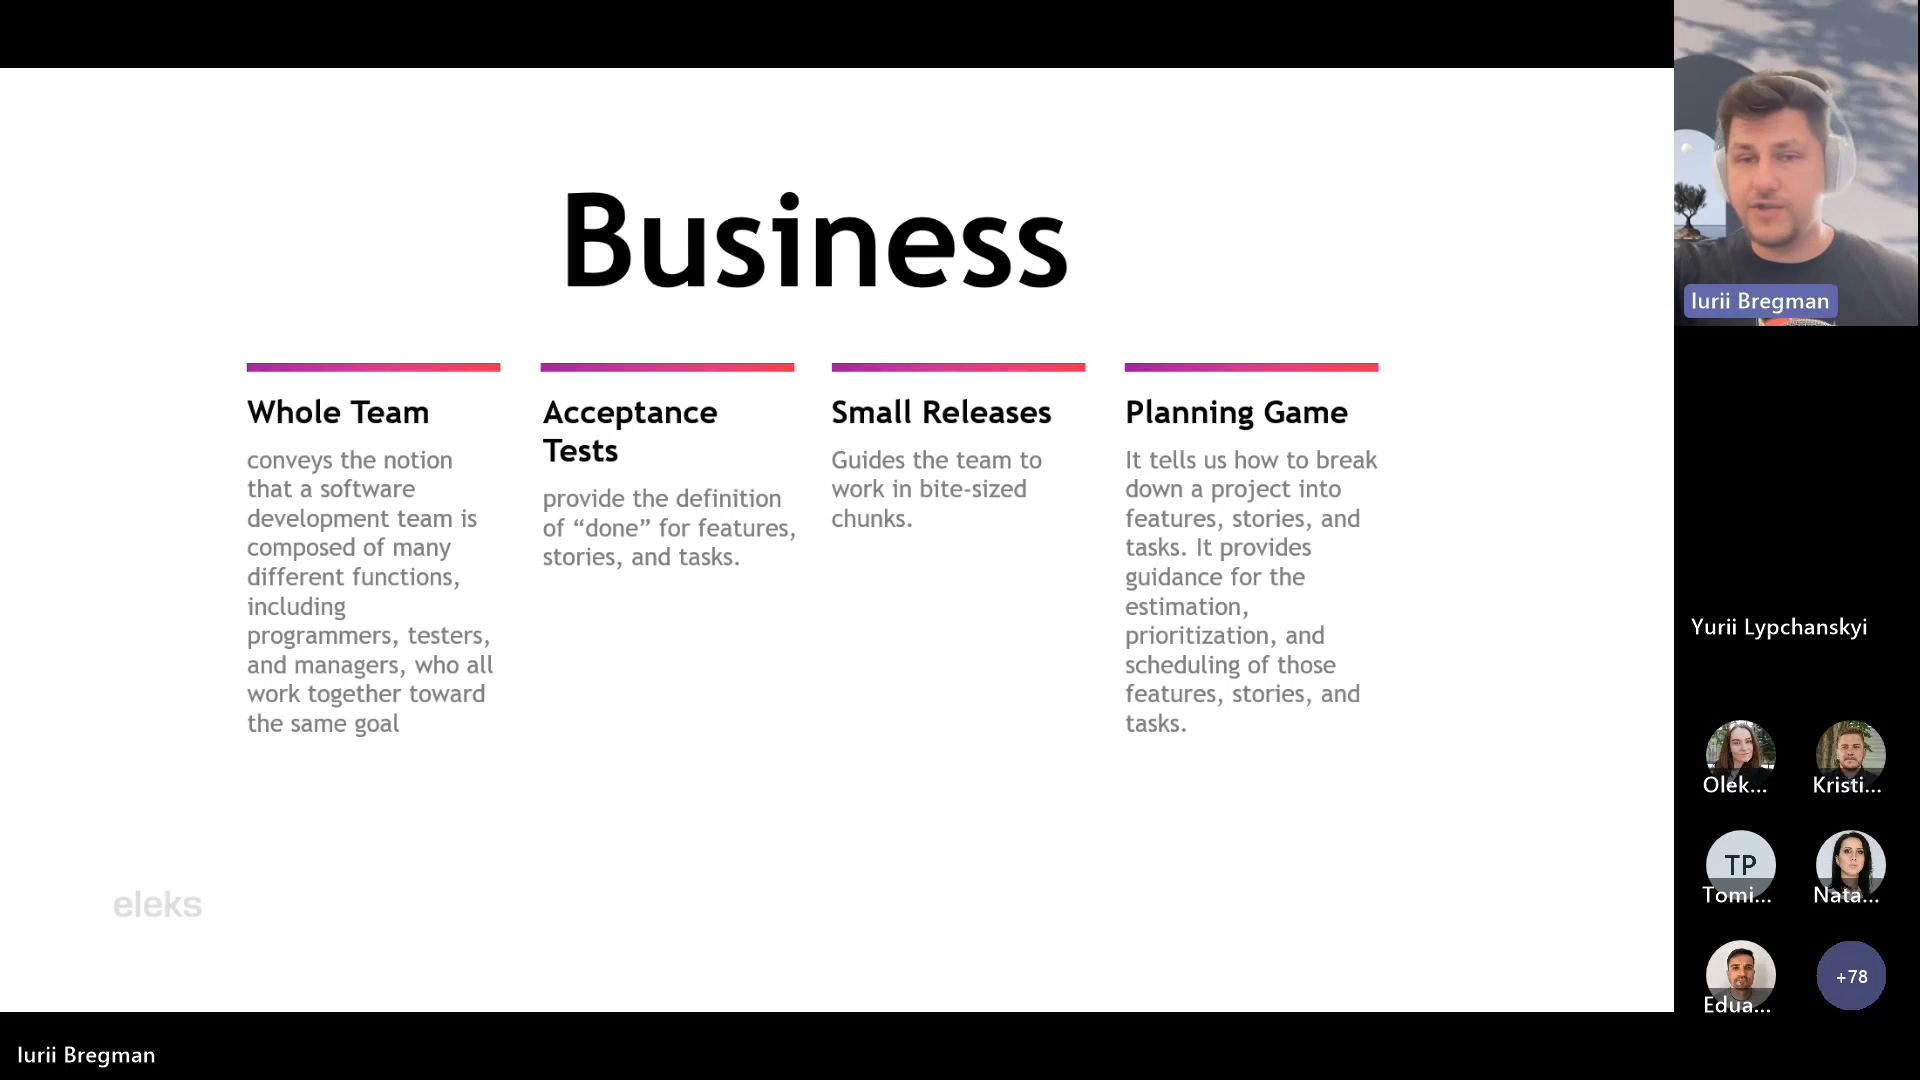 Business
Whole Team
conveys the notion
that a software
development team is
composed of many
different functions,
including
programmers, testers,
and managers, who all
work together toward
the same goal
Acceptance
Tests
provide the definition
of “done” for features,
stories, and tasks.
Small Releases
Guides the team to
work in bite-sized
chunks.
Planning Game
It tells us how to break
down a project into
features, stories, and
tasks. It provides
guidance for the
estimation,
prioritization, and
scheduling of those
features, stories, and
tasks.
eleks
Iurii Bregman
Iurii Bregman
Yurii Lypchanskyi
Olek...
Kristi...
TP
Tomi...
Nata...
Edua...
+78